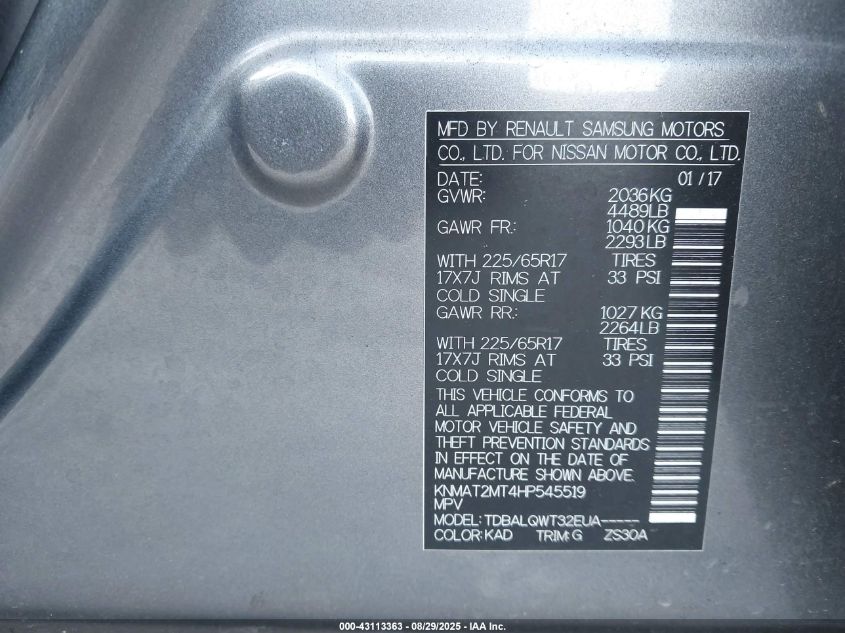 MFD BY RENAULT SAMSUNG MOTORS
CO., LTD. FOR NISSAN MOTOR CO., LTD.
DATE: 01/17
GVWR: 2036KG
4489LB
GAWR FR.: 1040KG
2293LB
WITH 225/65R17 TIRES
17X7J RIMS AT 33 PSI
COLD SINGLE
GAWR RR.: 1027KG
2264LB
WITH 225/65R17 TIRES
17X7J RIMS AT 33 PSI
COLD SINGLE
THIS VEHICLE CONFORMS TO
ALL APPLICABLE FEDERAL
MOTOR VEHICLE SAFETY AND
THEFT PREVENTION STANDARDS
IN EFFECT ON THE DATE OF
MANUFACTURE SHOWN ABOVE.
KNMAT2MT4HP545519
MPV
MODEL: TDBALQWT32EUA-----
COLOR: KAD TRIM: G ZS30A
000-43113363 - 08/29/2025 - IAA Inc.